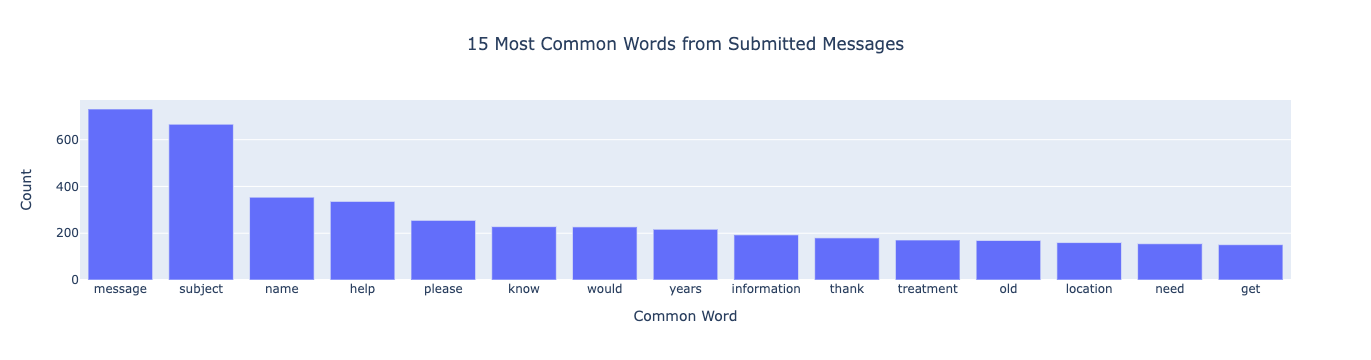 15 Most Common Words from Submitted Messages
600
400
200
0
Count
message subject name help please know would years information thank treatment old location need get
Common Word